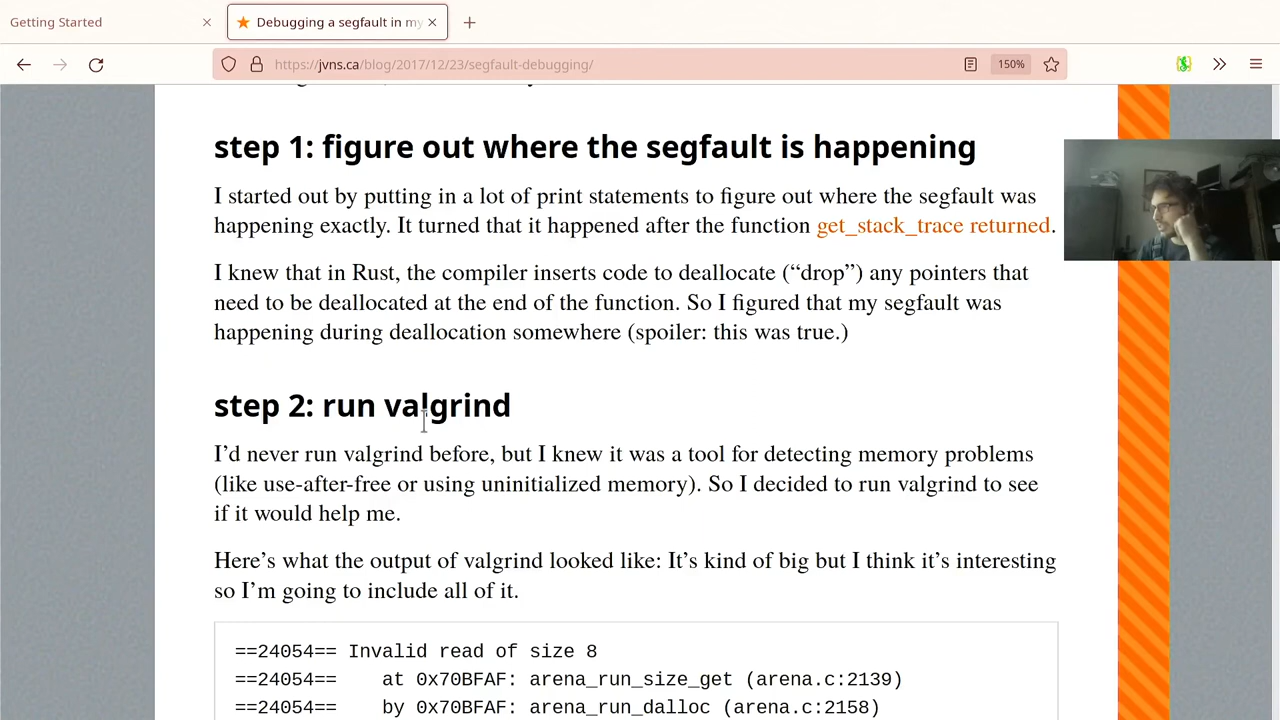 Getting Started
Debugging a segfault in my
https://jvns.ca/blog/2017/12/23/segfault-debugging/
150%
step 1: figure out where the segfault is happening
I started out by putting in a lot of print statements to figure out where the segfault was
happening exactly. It turned that it happened after the function get_stack_trace returned.
I knew that in Rust, the compiler inserts code to deallocate (“drop”) any pointers that
need to be deallocated at the end of the function. So I figured that my segfault was
happening during deallocation somewhere (spoiler: this was true.)
step 2: run valgrind
I’d never run valgrind before, but I knew it was a tool for detecting memory problems
(like use-after-free or using uninitialized memory). So I decided to run valgrind to see
if it would help me.
Here’s what the output of valgrind looked like: It’s kind of big but I think it’s interesting
so I’m going to include all of it.
==24054== Invalid read of size 8
==24054==    at 0x70BFAF: arena_run_size_get (arena.c:2139)
==24054==    by 0x70BFAF: arena_run_dalloc (arena.c:2158)